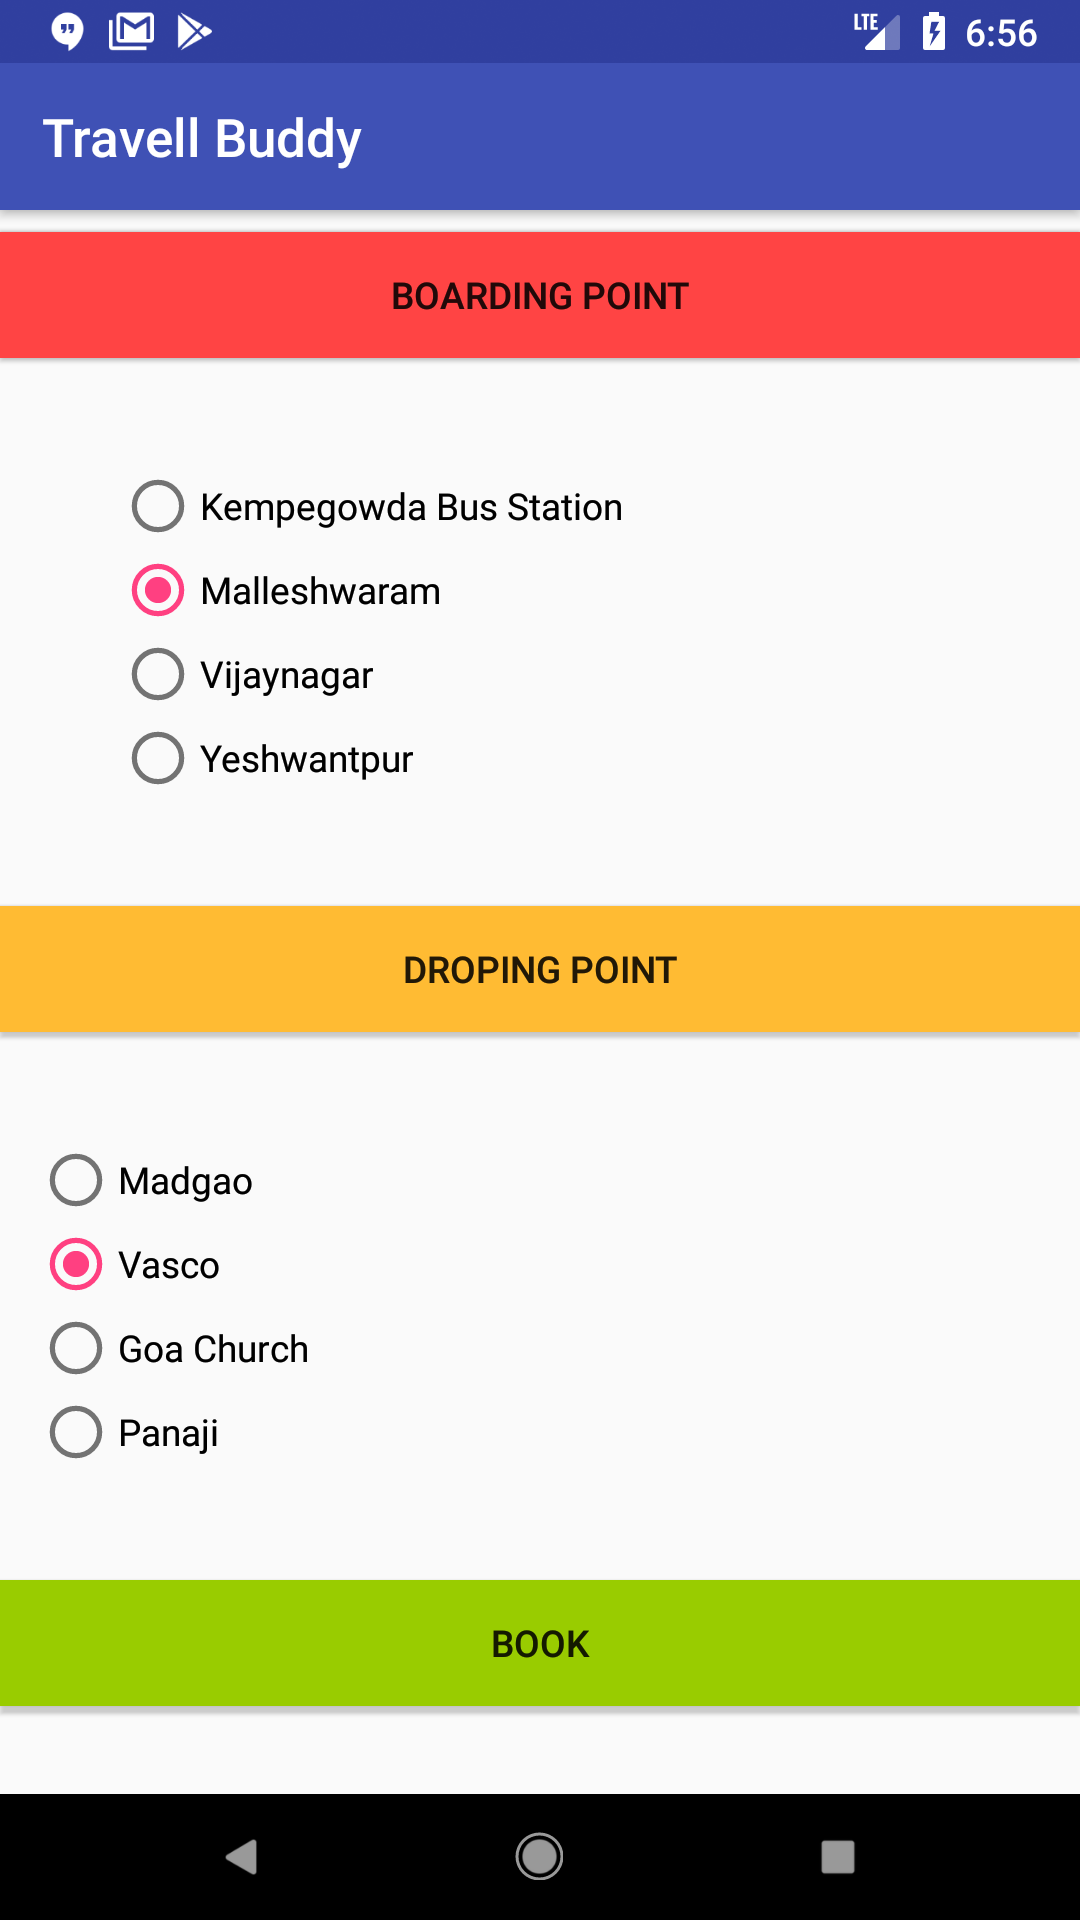 LTE 6:56
Travell Buddy
BOARDING POINT
Kempegowda Bus Station
Malleshwaram
Vijaynagar
Yeshwantpur
DROPING POINT
Madgao
Vasco
Goa Church
Panaji
BOOK